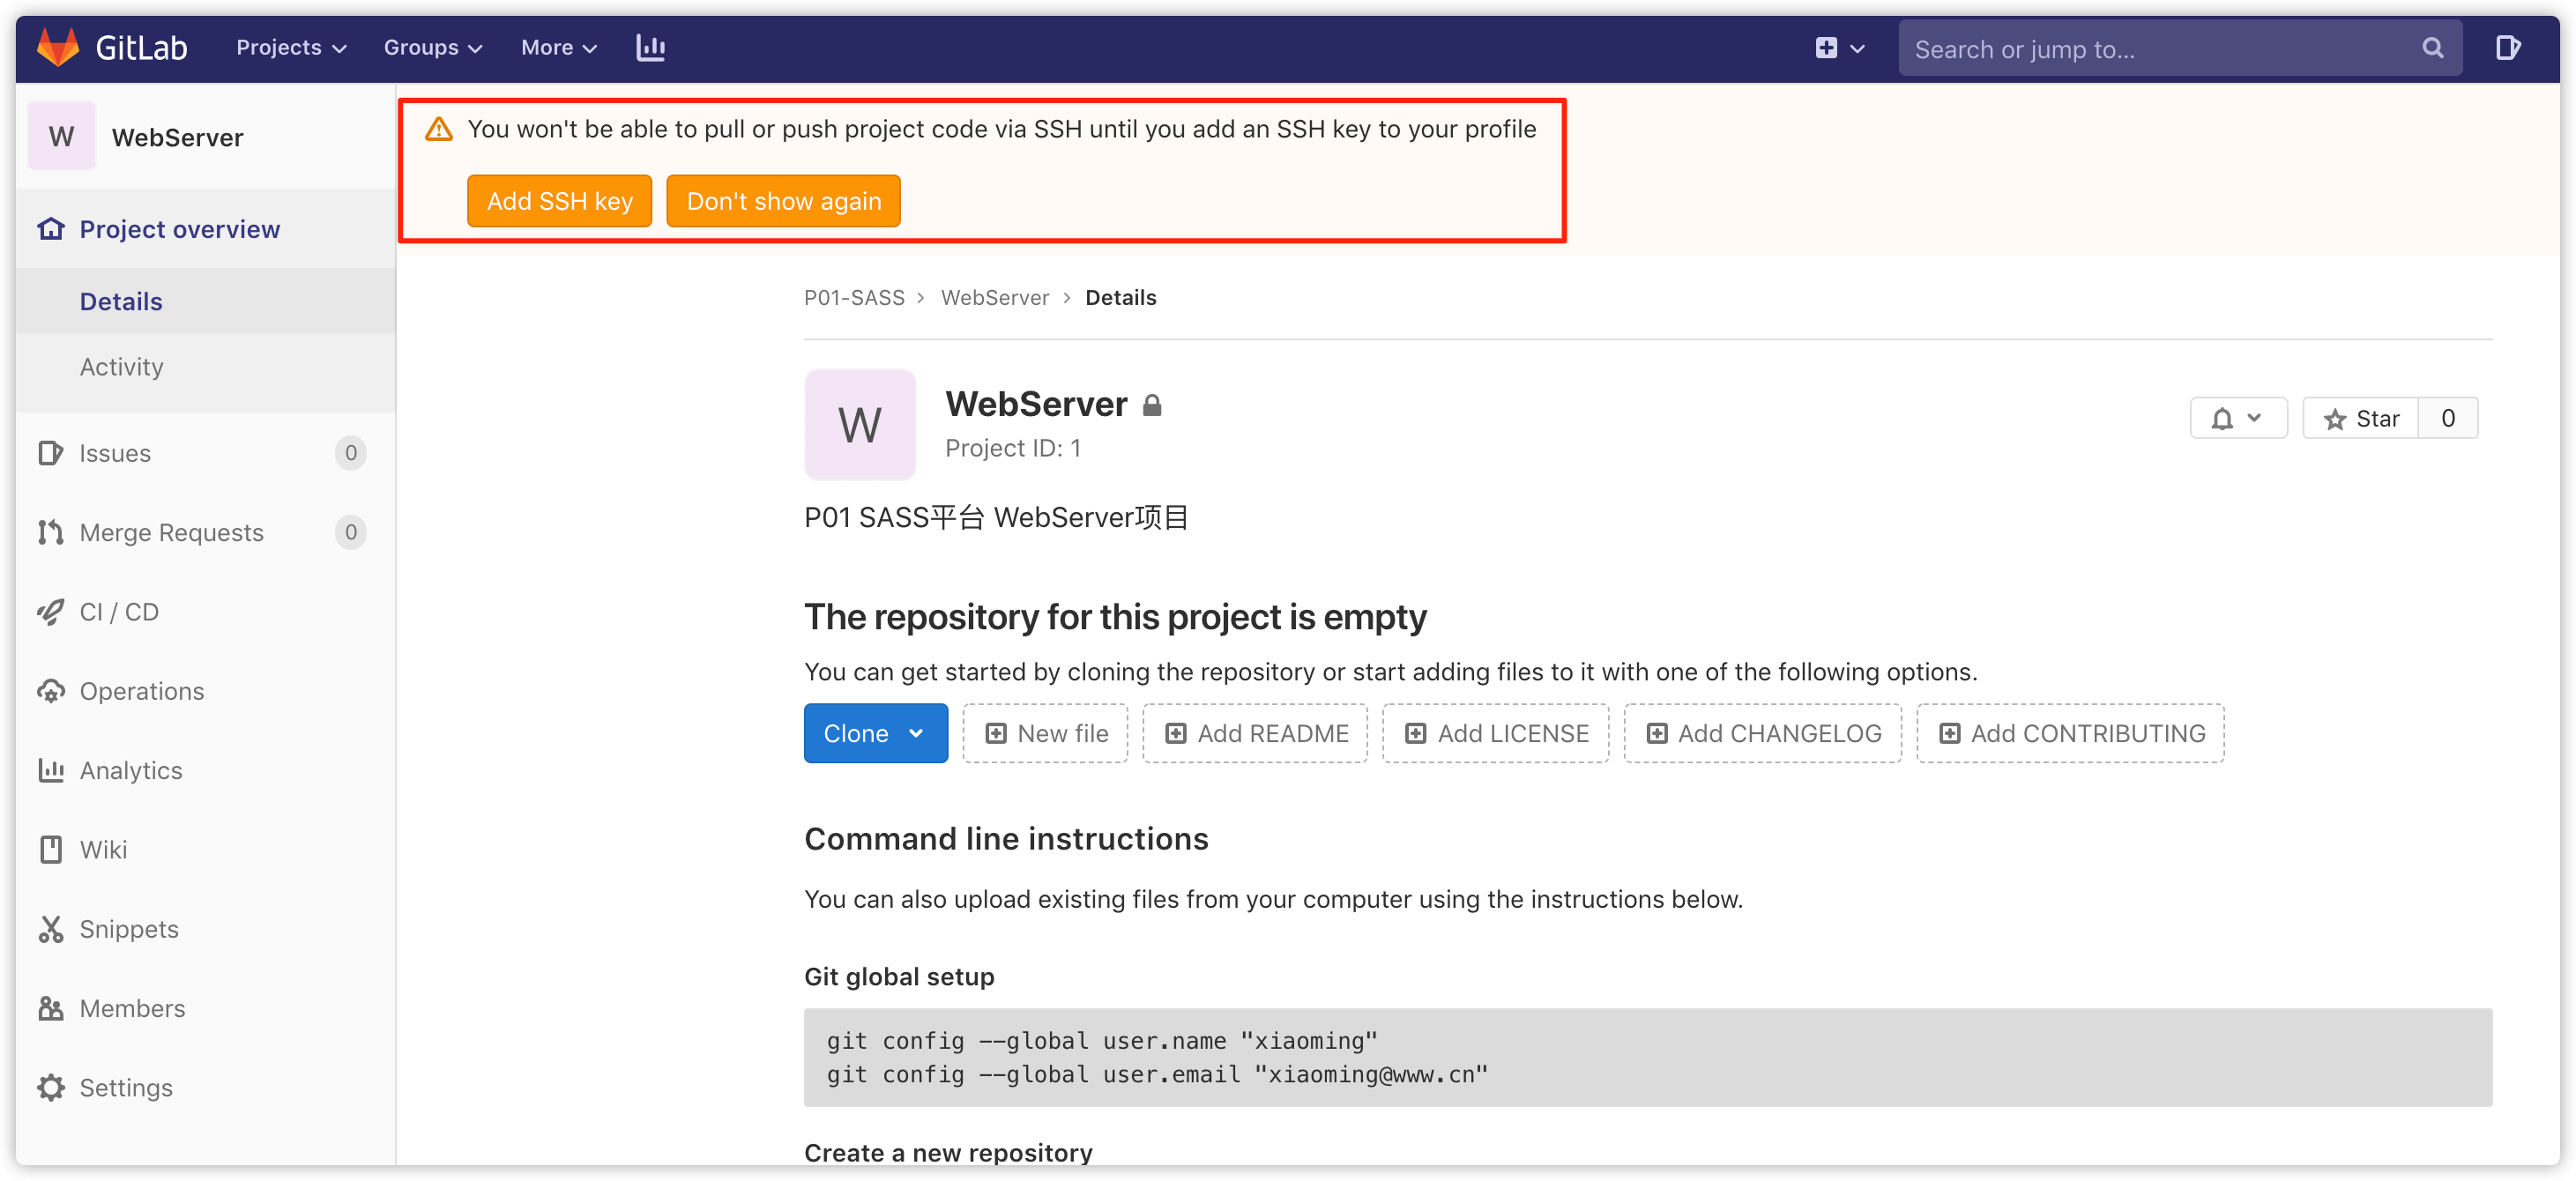 GitLab Projects Groups More Search or jump to...
W WebServer
Project overview
Details
Activity
Issues 0
Merge Requests 0
CI / CD
Operations
Analytics
Wiki
Snippets
Members
Settings
You won't be able to pull or push project code via SSH until you add an SSH key to your profile
Add SSH key Don't show again
P01-SASS > WebServer > Details
W
WebServer
Project ID: 1
Star 0
P01 SASS平台 WebServer项目
The repository for this project is empty
You can get started by cloning the repository or start adding files to it with one of the following options.
Clone New file Add README Add LICENSE Add CHANGELOG Add CONTRIBUTING
Command line instructions
You can also upload existing files from your computer using the instructions below.
Git global setup
git config --global user.name "xiaoming"
git config --global user.email "xiaoming@www.cn"
Create a new repository